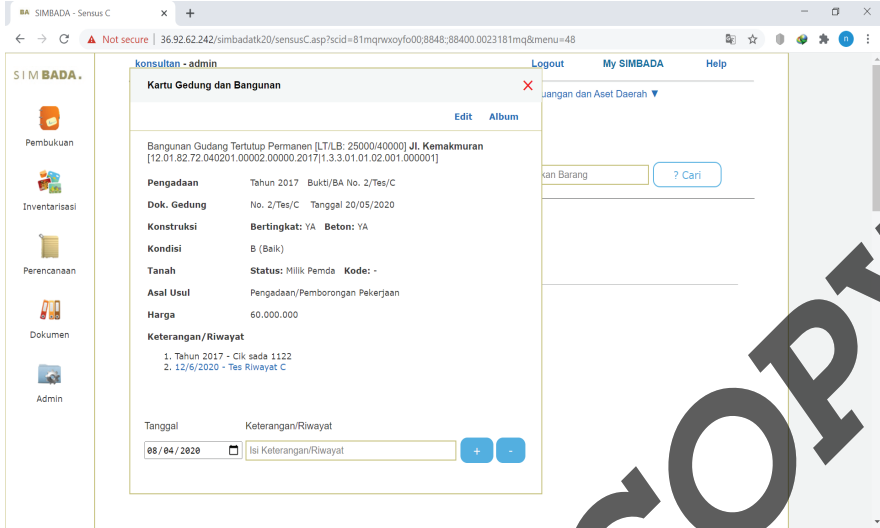 SIMBADA - Sensus C
Not secure | 36.92.62.242/simbadatk20/sensusC.asp?scid=81mqrwxoyfo00;8848;;88400.0023181mq&menu=48
konsultan - admin Logout My SIMBADA Help
SIMBADA.
Kartu Gedung dan Bangunan
uangan dan Aset Daerah ▼
Edit Album
Pembukuan
Bangunan Gudang Tertutup Permanen [LT/LB: 25000/40000] Jl. Kemakmuran
[12.01.82.72.040201.00002.00000.2017|1.3.3.01.01.02.001.000001]
kan Barang ? Cari
Pengadaan Tahun 2017 Bukti/BA No. 2/Tes/C
Dok. Gedung No. 2/Tes/C Tanggal 20/05/2020
Inventarisasi
Konstruksi Bertingkat: YA Beton: YA
Kondisi B (Baik)
Tanah Status: Milik Pemda Kode: -
Perencanaan
Asal Usul Pengadaan/Pemborongan Pekerjaan
Harga 60.000.000
Dokumen
Keterangan/Riwayat
1. Tahun 2017 - Cik sada 1122
2. 12/6/2020 - Tes Riwayat C
Admin
Tanggal Keterangan/Riwayat
08/04/2020 Isi Keterangan/Riwayat + -
COPY